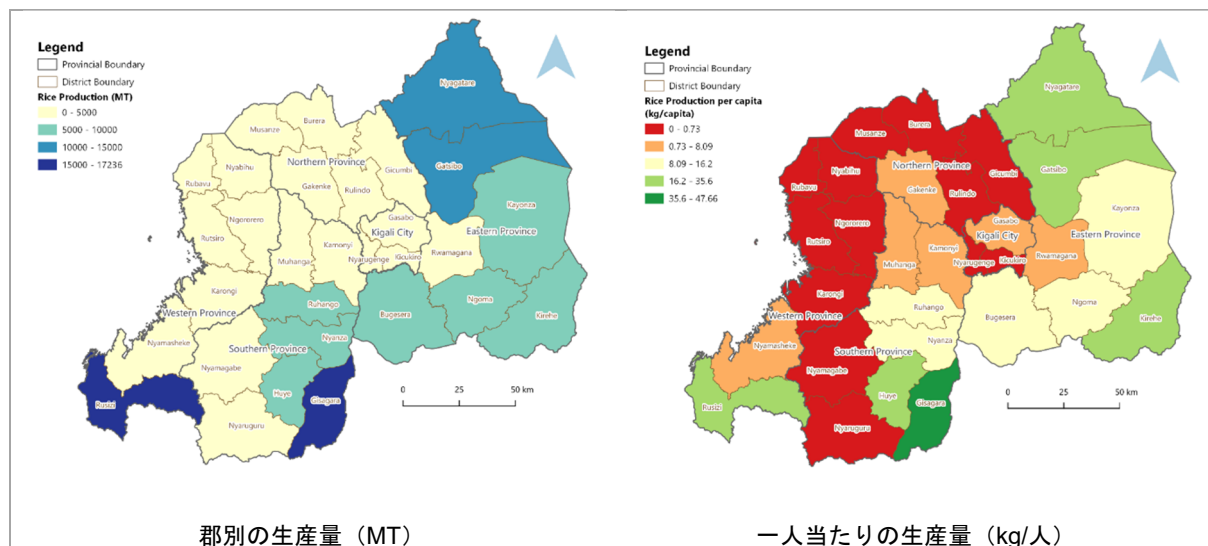 Legend
Provincial Boundary
District Boundary
Rice Production (MT)
0 - 5000
5000 - 10000
10000 - 15000
15000 - 17236
Nyagatare
Burera
Musanze
Gatsibo
Northern Province
Nyabihu
Gicumbi
Rubavu
Gakenke
Rulindo
Kayonza
Ngororero
Gasabo
Eastern Province
Kigali City
Rutsiro
Kamonyi
Rwamagana
Muhanga
Nyarugenge
Kicukiro
Karongi
Ruhango
Ngoma
Western Province
Bugesera
Kirehe
Nyamasheke
Southern Province
Nyanza
Nyamagabe
Huye
Rusizi
Gisagara
Nyaruguru
0 25 50 km
郡別の生産量（MT）
Legend
Provincial Boundary
District Boundary
Rice Production per capita
(kg/capita)
0 - 0.73
0.73 - 8.09
8.09 - 16.2
16.2 - 35.6
35.6 - 47.66
Nyagatare
Burera
Musanze
Gatsibo
Northern Province
Nyabihu
Gicumbi
Rubavu
Gakenke
Rulindo
Kayonza
Ngororero
Gasabo
Eastern Province
Kigali City
Rutsiro
Kamonyi
Rwamagana
Muhanga
Nyarugenge
Kicukiro
Karongi
Ruhango
Ngoma
Western Province
Bugesera
Kirehe
Nyamasheke
Southern Province
Nyanza
Nyamagabe
Huye
Rusizi
Gisagara
Nyaruguru
0 25 50 km
一人当たりの生産量（kg/人）